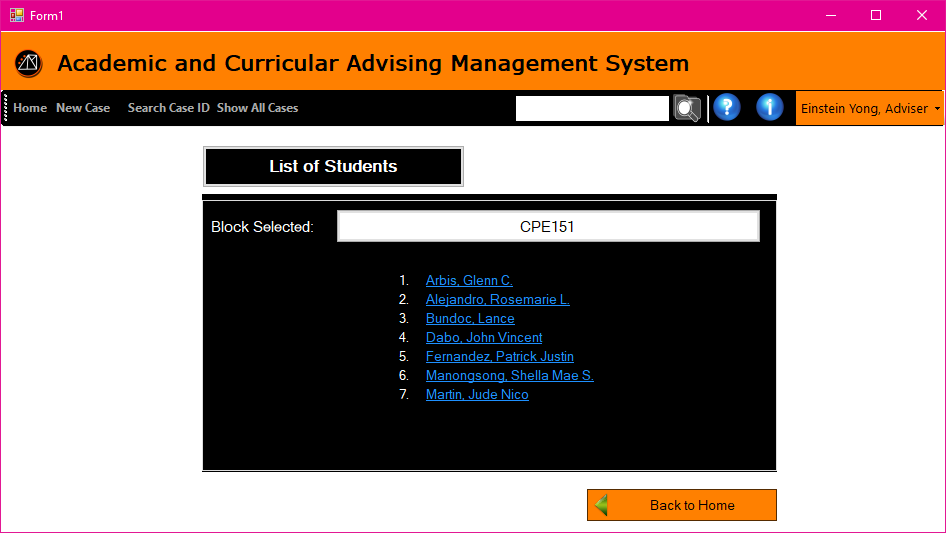 Form1
Academic and Curricular Advising Management System
Home New Case Search Case ID Show All Cases Einstein Yong, Adviser
List of Students
Block Selected: CPE151
1. Arbis, Glenn C.
2. Alejandro, Rosemarie L.
3. Bundoc, Lance
4. Dabo, John Vincent
5. Fernandez, Patrick Justin
6. Manongsong, Shella Mae S.
7. Martin, Jude Nico
Back to Home